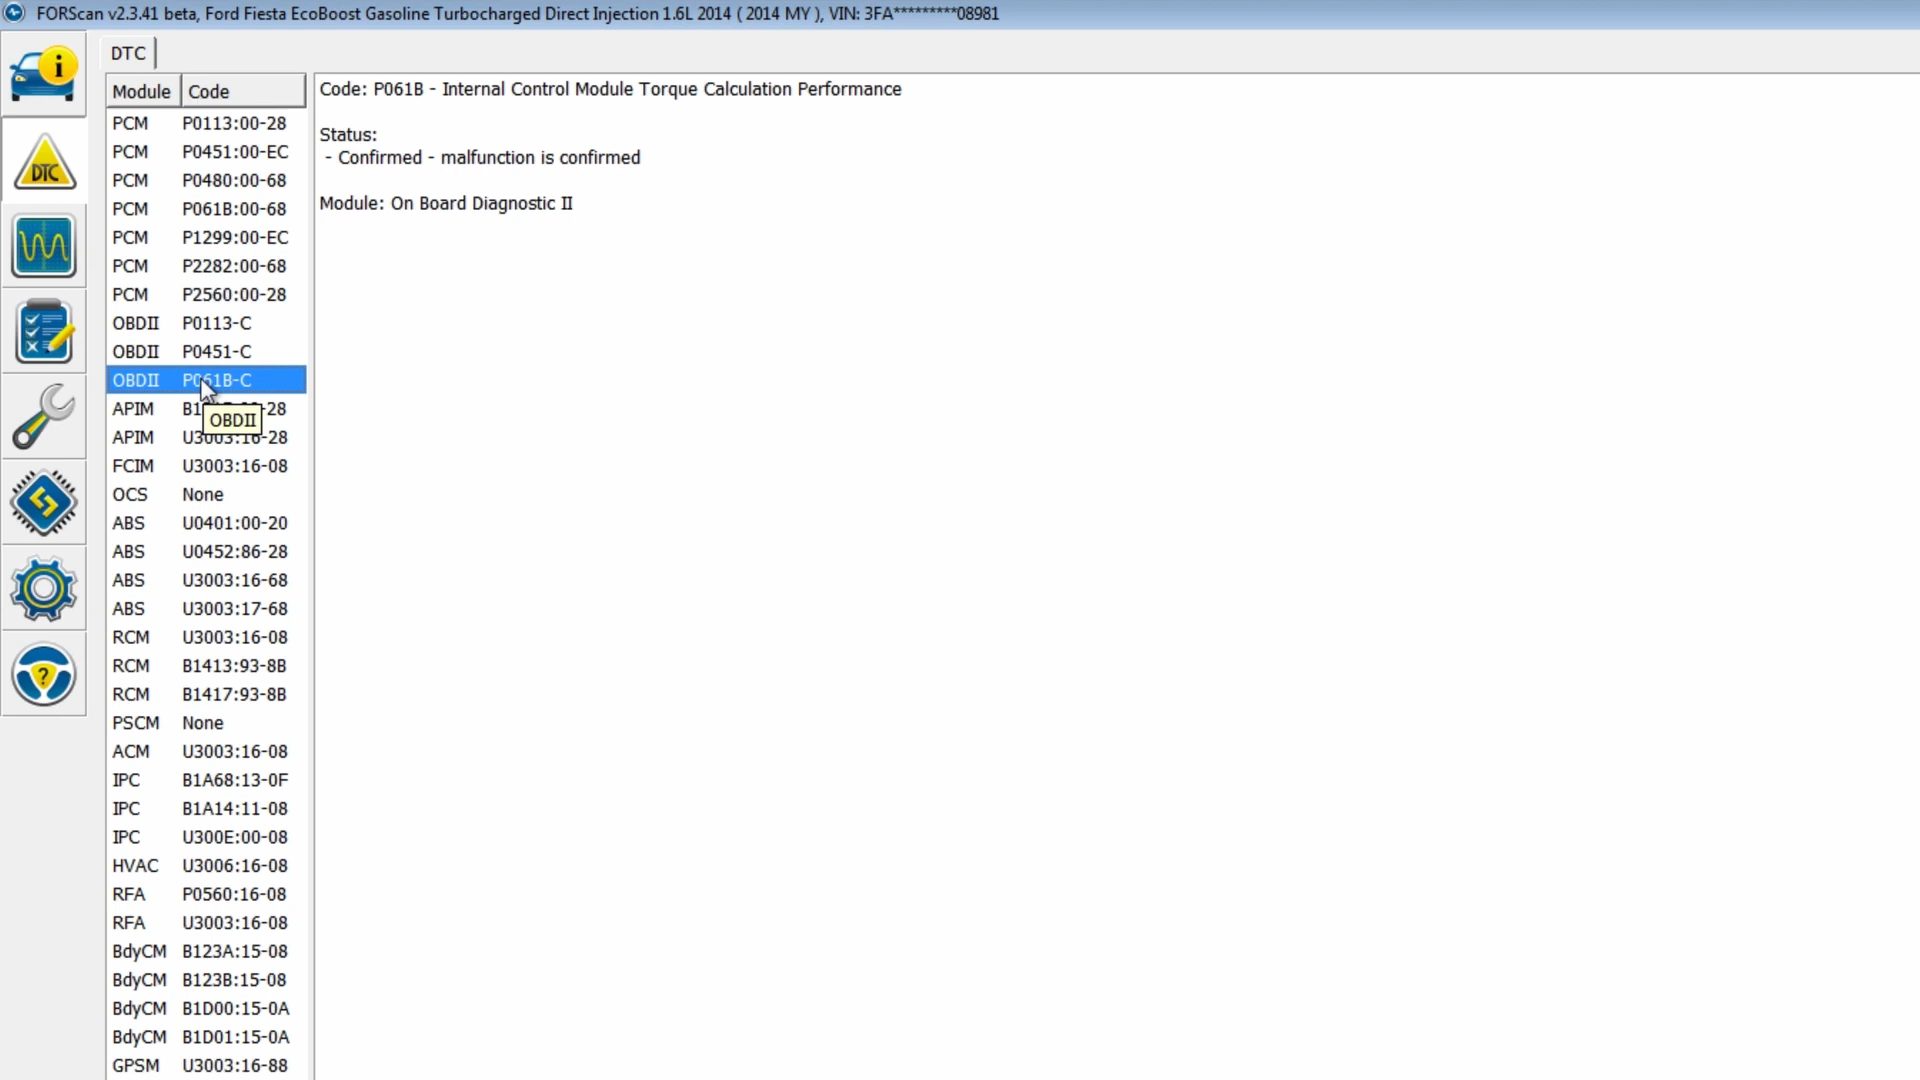 FORScan v2.3.41 beta, Ford Fiesta EcoBoost Gasoline Turbocharged Direct Injection 1.6L 2014 ( 2014 MY ), VIN: 3FA*********08981
DTC
Module Code
PCM P0113:00-28
PCM P0451:00-EC
PCM P0480:00-68
PCM P061B:00-68
PCM P1299:00-EC
PCM P2282:00-68
PCM P2560:00-28
OBDII P0113-C
OBDII P0451-C
OBDII P061B-C
APIM
OBDII
APIM U3003:16-28
FCIM U3003:16-08
OCS None
ABS U0401:00-20
ABS U0452:86-28
ABS U3003:16-68
ABS U3003:17-68
RCM U3003:16-08
RCM B1413:93-8B
RCM B1417:93-8B
PSCM None
ACM U3003:16-08
IPC B1A68:13-0F
IPC B1A14:11-08
IPC U300E:00-08
HVAC U3006:16-08
RFA P0560:16-08
RFA U3003:16-08
BdyCM B123A:15-08
BdyCM B123B:15-08
BdyCM B1D00:15-0A
BdyCM B1D01:15-0A
GPSM U3003:16-88
Code: P061B - Internal Control Module Torque Calculation Performance
Status:
- Confirmed - malfunction is confirmed
Module: On Board Diagnostic II
DTC